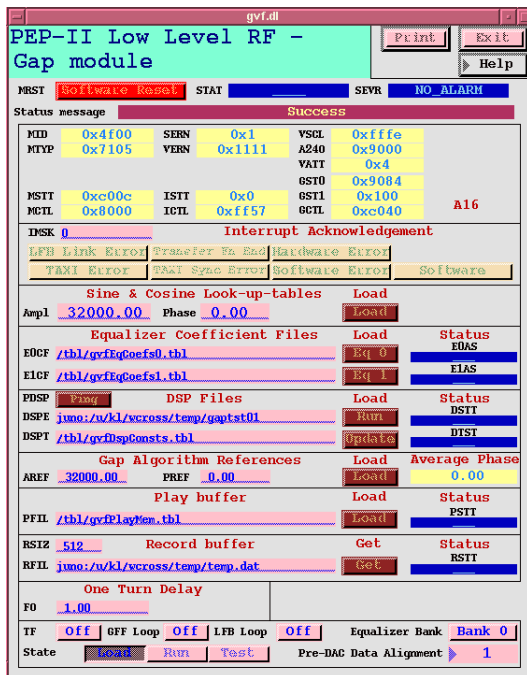 gvf.dl
PEP-II Low Level RF - Gap module
Print Exit
Help
MRST Software Reset STAT SEVR NO_ALARM
Status message Success
MID 0x4f00 SERN 0x1 VSCL 0xfffe
MTYP 0x7105 VERN 0x1111 A240 0x9000
VATT 0x4
GST0 0x9084
MSTT 0xc00c ISTT 0x0 GST1 0x100
MCTL 0x8000 ICTL 0xff57 GCTL 0xc040
A16
IMSK 0 Interrupt Acknowledgement
LFB Link Error Transfer Vn End Hardware Error
TAXI Error TAXI Sync Error Software Error Software
Sine & Cosine Look-up-tables Load
Ampl 32000.00 Phase 0.00 Load
Equalizer Coefficient Files Load Status
E0CF /tbl/gvfEqCoefs0.tbl Eq 0 E0AS
E1CF /tbl/gvfEqCoefs1.tbl Eq 1 E1AS
PDSP Ping DSP Files Load Status
DSPE juno:/u/kl/wcross/temp/gaptst01 Run DSTT
DSPT /tbl/gvfDspConsts.tbl Update DTST
Gap Algorithm References Load Average Phase
AREF 32000.00 PREF 0.00 Load 0.00
Play buffer Load Status
PFIL /tbl/gvfPlayMem.tbl Load PSTT
RSIZ 512 Record buffer Get Status
RFIL juno:/u/kl/wcross/temp/temp.dat Get RSTT
One Turn Delay
FO 1.00
TF Off GFF Loop Off LFB Loop Off Equalizer Bank Bank 0
State Load Run Test Pre-DAC Data Alignment 1